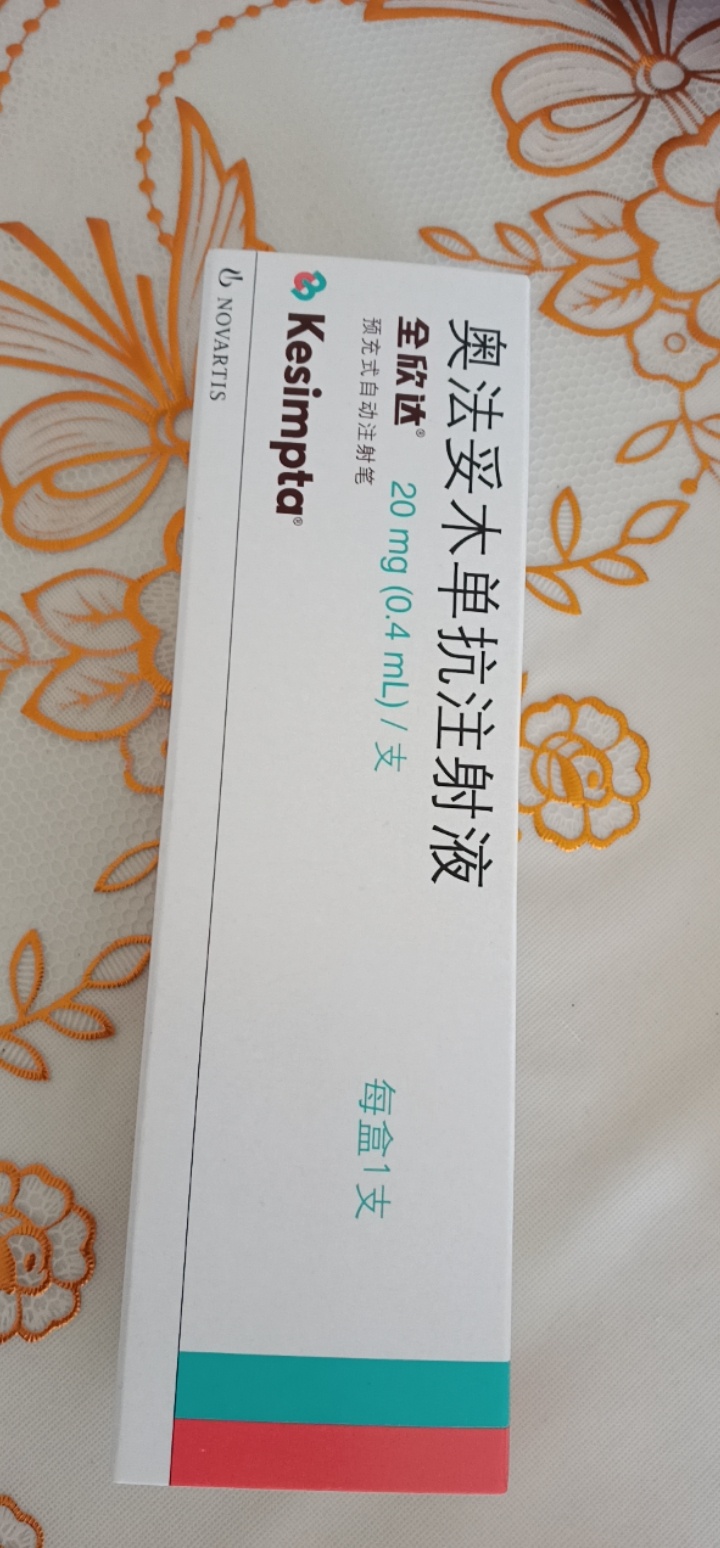 奥法妥木单抗注射液
全欣达® 20 mg (0.4 mL) / 支
预充式自动注射笔
每盒1支
Kesimpta®
NOVARTIS